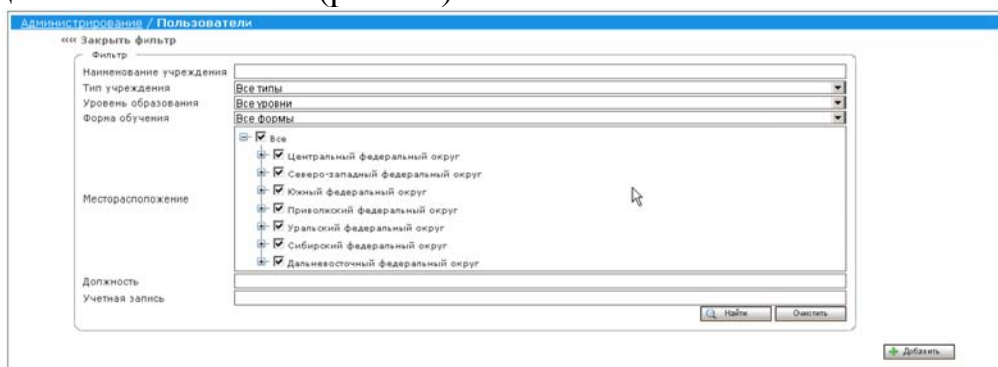 Администрирование / Пользователи
««« Закрыть фильтр
Фильтр
Наименование учреждения
Тип учреждения Все типы
Уровень образования Все уровни
Форма обучения Все формы
Все
Центральный федеральный округ
Северо-западный федеральный округ
Южный федеральный округ
Месторасположение
Приволжский федеральный округ
Уральский федеральный округ
Сибирский федеральный округ
Дальневосточный федеральный округ
Должность
Учетная запись
Найти Очистить
Добавить